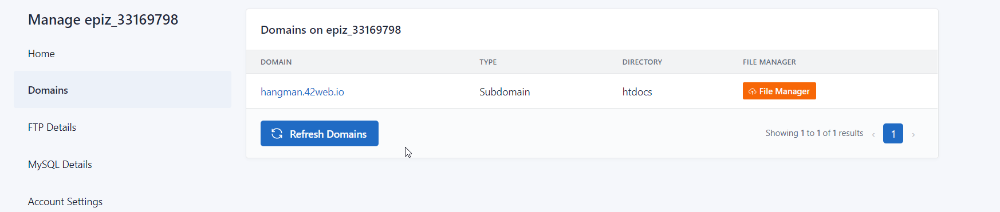 Manage epiz_33169798
Home
Domains
FTP Details
MySQL Details
Account Settings
Domains on epiz_33169798
DOMAIN TYPE DIRECTORY FILE MANAGER
hangman.42web.io Subdomain htdocs File Manager
Refresh Domains Showing 1 to 1 of 1 results ‹ 1 ›